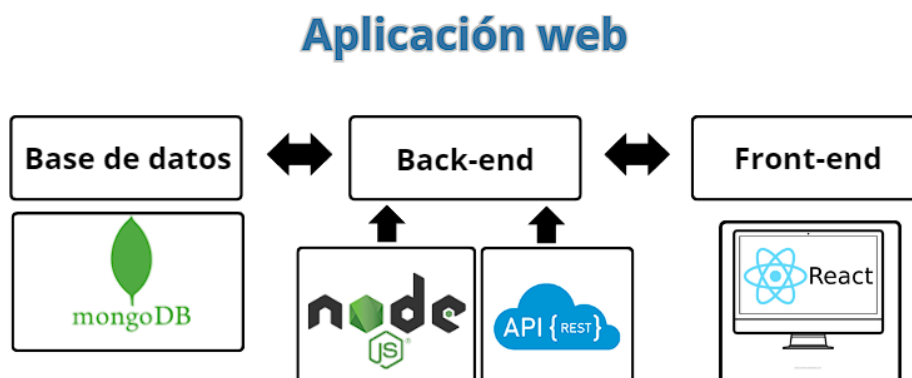 Aplicación web
Base de datos
Back-end
Front-end
mongoDB
node
JS
API {REST}
React